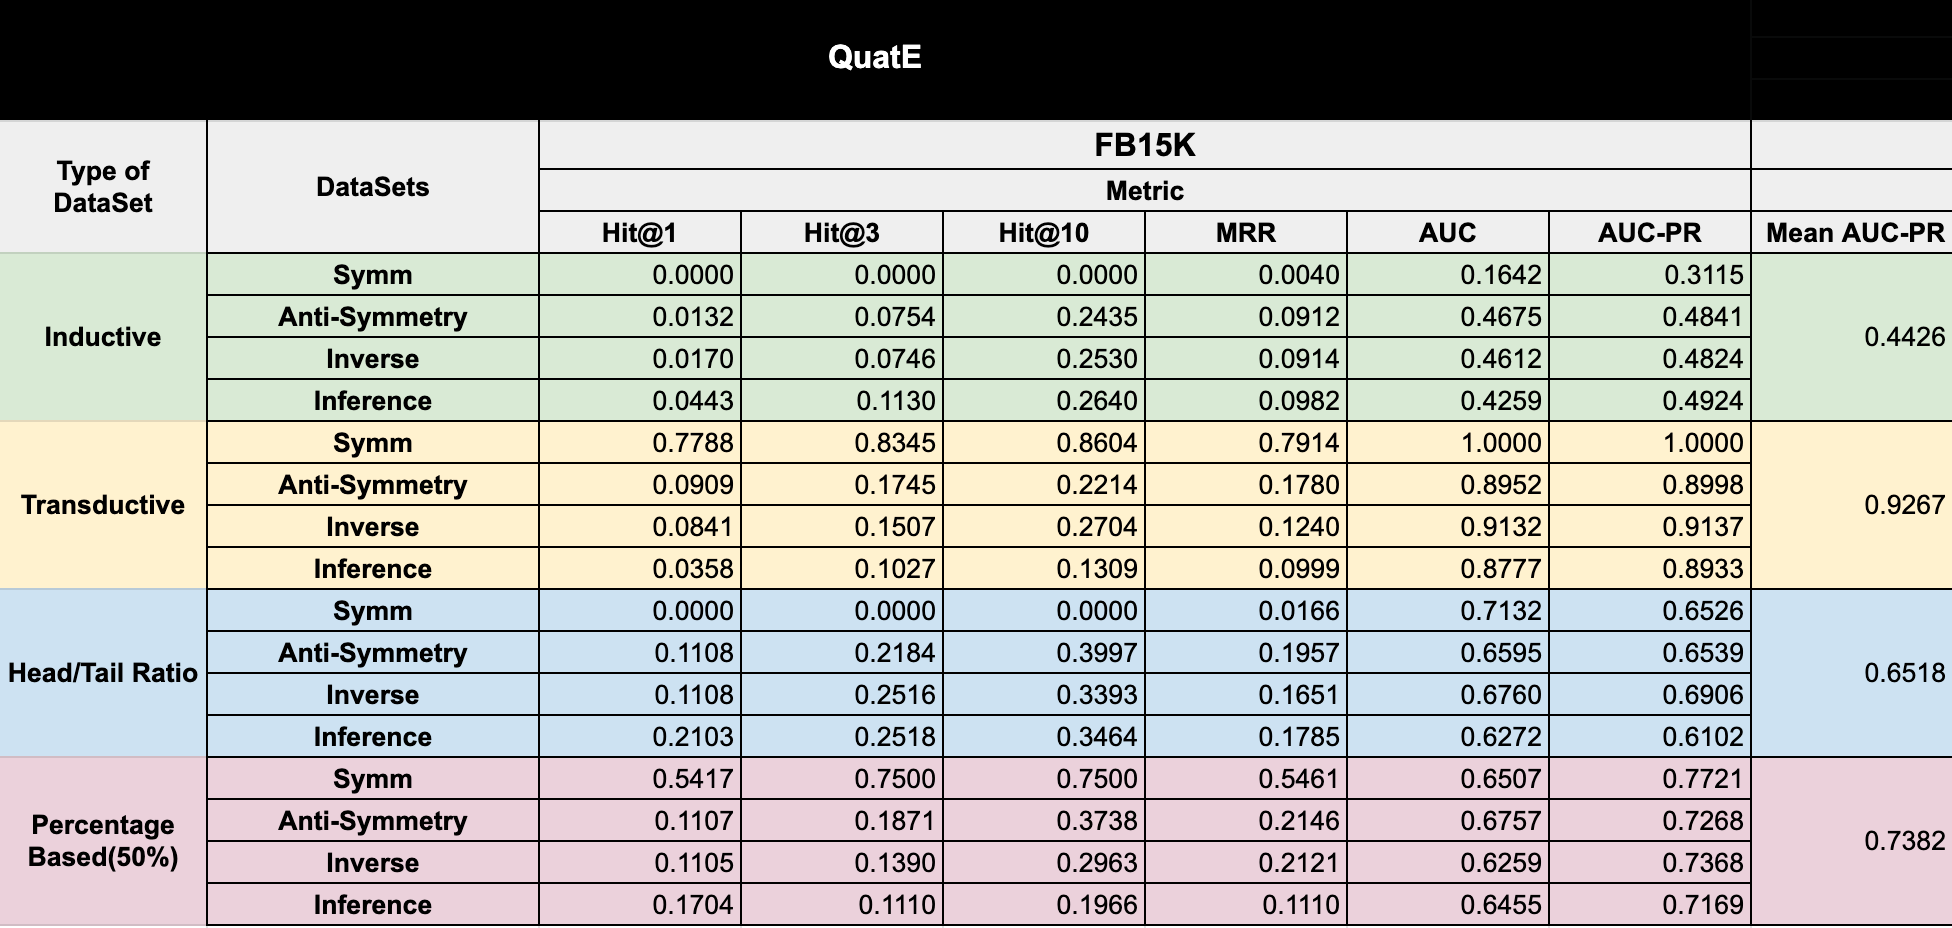 QuatE
Type of DataSet DataSets FB15K
Metric
Hit@1 Hit@3 Hit@10 MRR AUC AUC-PR Mean AUC-PR
Inductive Symm 0.0000 0.0000 0.0000 0.0040 0.1642 0.3115 0.4426
Anti-Symmetry 0.0132 0.0754 0.2435 0.0912 0.4675 0.4841
Inverse 0.0170 0.0746 0.2530 0.0914 0.4612 0.4824
Inference 0.0443 0.1130 0.2640 0.0982 0.4259 0.4924
Transductive Symm 0.7788 0.8345 0.8604 0.7914 1.0000 1.0000 0.9267
Anti-Symmetry 0.0909 0.1745 0.2214 0.1780 0.8952 0.8998
Inverse 0.0841 0.1507 0.2704 0.1240 0.9132 0.9137
Inference 0.0358 0.1027 0.1309 0.0999 0.8777 0.8933
Head/Tail Ratio Symm 0.0000 0.0000 0.0000 0.0166 0.7132 0.6526 0.6518
Anti-Symmetry 0.1108 0.2184 0.3997 0.1957 0.6595 0.6539
Inverse 0.1108 0.2516 0.3393 0.1651 0.6760 0.6906
Inference 0.2103 0.2518 0.3464 0.1785 0.6272 0.6102
Percentage Based(50%) Symm 0.5417 0.7500 0.7500 0.5461 0.6507 0.7721 0.7382
Anti-Symmetry 0.1107 0.1871 0.3738 0.2146 0.6757 0.7268
Inverse 0.1105 0.1390 0.2963 0.2121 0.6259 0.7368
Inference 0.1704 0.1110 0.1966 0.1110 0.6455 0.7169